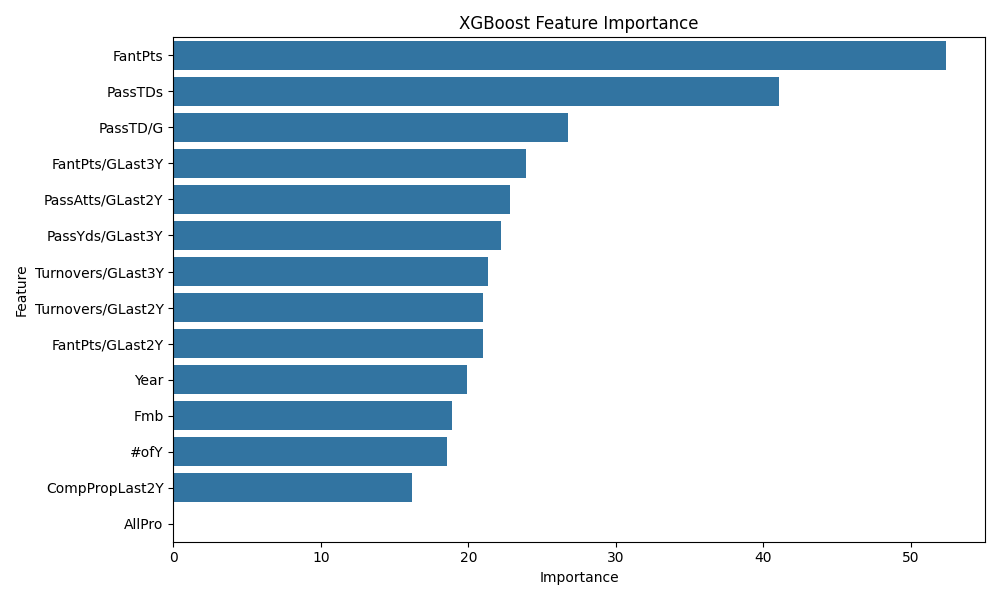 XGBoost Feature Importance
FantPts
PassTDs
PassTD/G
FantPts/GLast3Y
PassAtts/GLast2Y
PassYds/GLast3Y
Turnovers/GLast3Y
Turnovers/GLast2Y
FantPts/GLast2Y
Year
Fmb
#ofY
CompPropLast2Y
AllPro
Feature
0 10 20 30 40 50
Importance